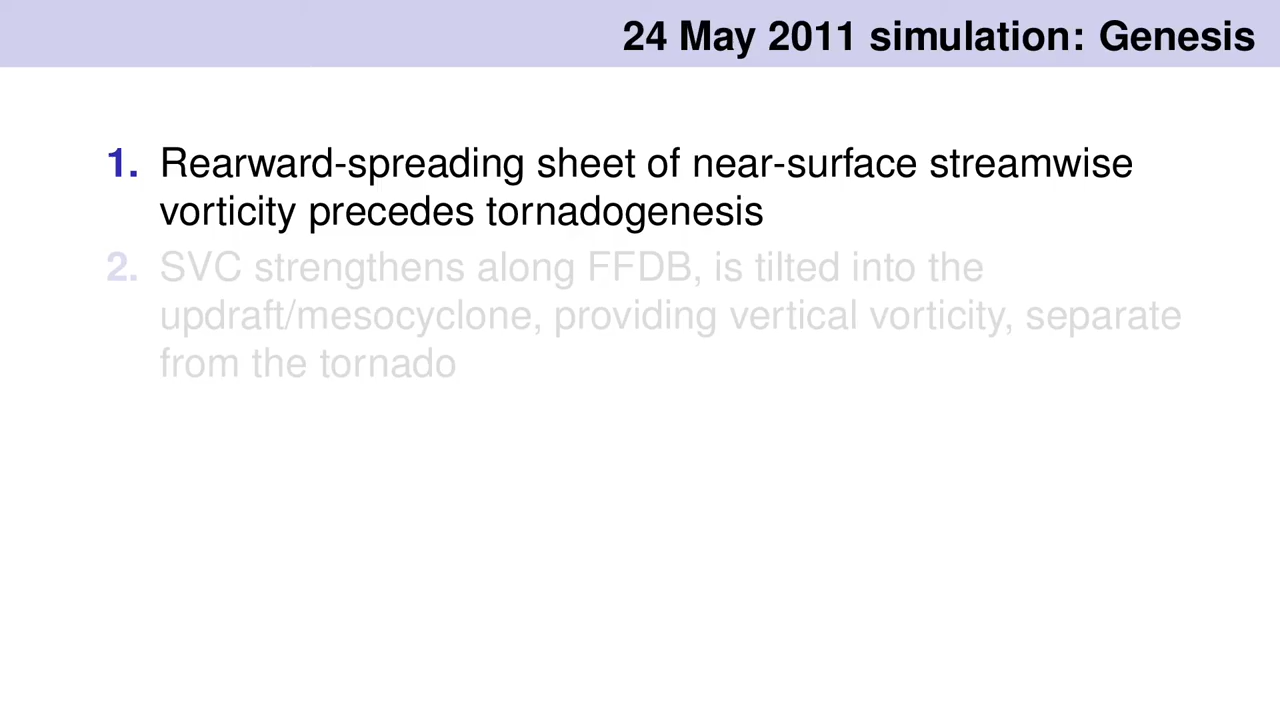 24 May 2011 simulation: Genesis
1. Rearward-spreading sheet of near-surface streamwise
vorticity precedes tornadogenesis
2. SVC strengthens along FFDB, is tilted into the
updraft/mesocyclone, providing vertical vorticity, separate
from the tornado